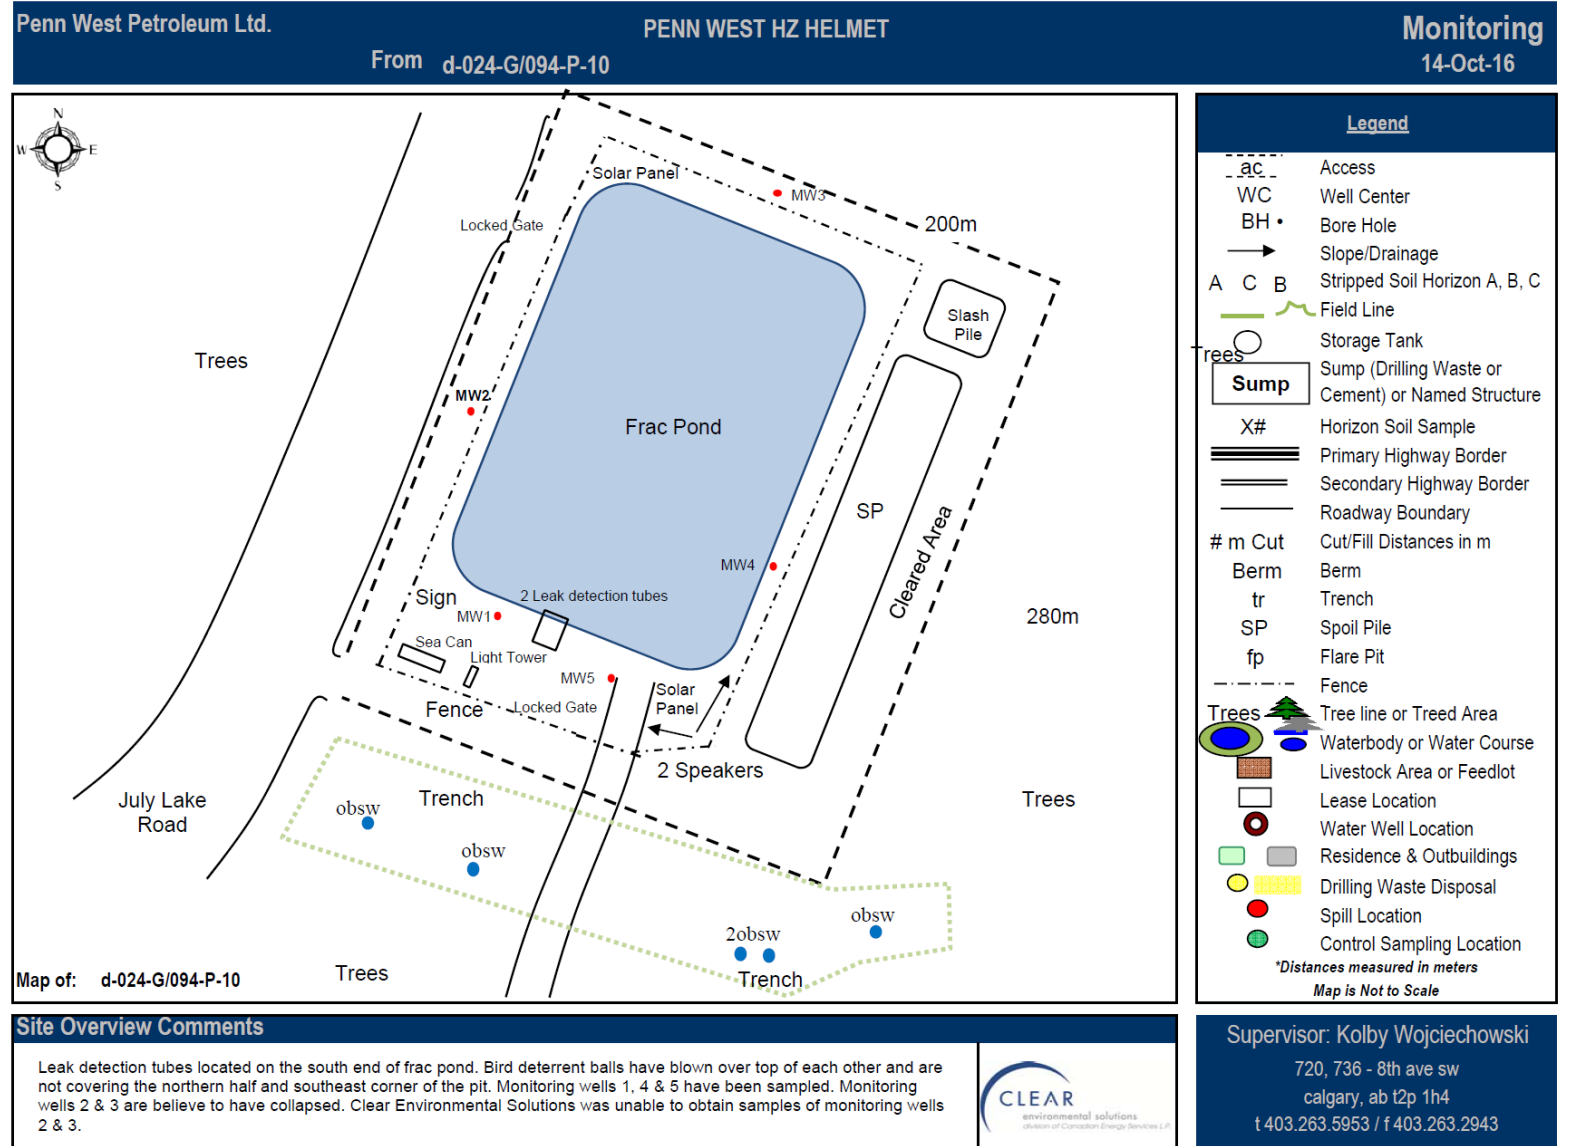 Penn West Petroleum Ltd.
PENN WEST HZ HELMET
Monitoring
From d-024-G/094-P-10
14-Oct-16
N
W E
S
Solar Panel
MW3
Locked Gate
200m
Slash
Pile
Trees
MW2
Frac Pond
SP
Cleared Area
MW4
Sign
2 Leak detection tubes
MW1
280m
Sea Can
Light Tower
MW5
Solar
Panel
Fence
Locked Gate
2 Speakers
July Lake
Road
Trench
obsw
Trees
obsw
obsw
2obsw
Trees
Trench
Map of: d-024-G/094-P-10
Legend
ac Access
WC Well Center
BH • Bore Hole
Slope/Drainage
A C B Stripped Soil Horizon A, B, C
Field Line
Storage Tank
Trees
Sump Sump (Drilling Waste or
Cement) or Named Structure
X# Horizon Soil Sample
Primary Highway Border
Secondary Highway Border
Roadway Boundary
# m Cut Cut/Fill Distances in m
Berm Berm
tr Trench
SP Spoil Pile
fp Flare Pit
Fence
Trees Tree line or Treed Area
Waterbody or Water Course
Livestock Area or Feedlot
Lease Location
Water Well Location
Residence & Outbuildings
Drilling Waste Disposal
Spill Location
Control Sampling Location
*Distances measured in meters
Map is Not to Scale
Site Overview Comments
Leak detection tubes located on the south end of frac pond. Bird deterrent balls have blown over top of each other and are
not covering the northern half and southeast corner of the pit. Monitoring wells 1, 4 & 5 have been sampled. Monitoring
wells 2 & 3 are believe to have collapsed. Clear Environmental Solutions was unable to obtain samples of monitoring wells
2 & 3.
CLEAR
environmental solutions
division of Canadian Energy Services L.P.
Supervisor: Kolby Wojciechowski
720, 736 - 8th ave sw
calgary, ab t2p 1h4
t 403.263.5953 / f 403.263.2943